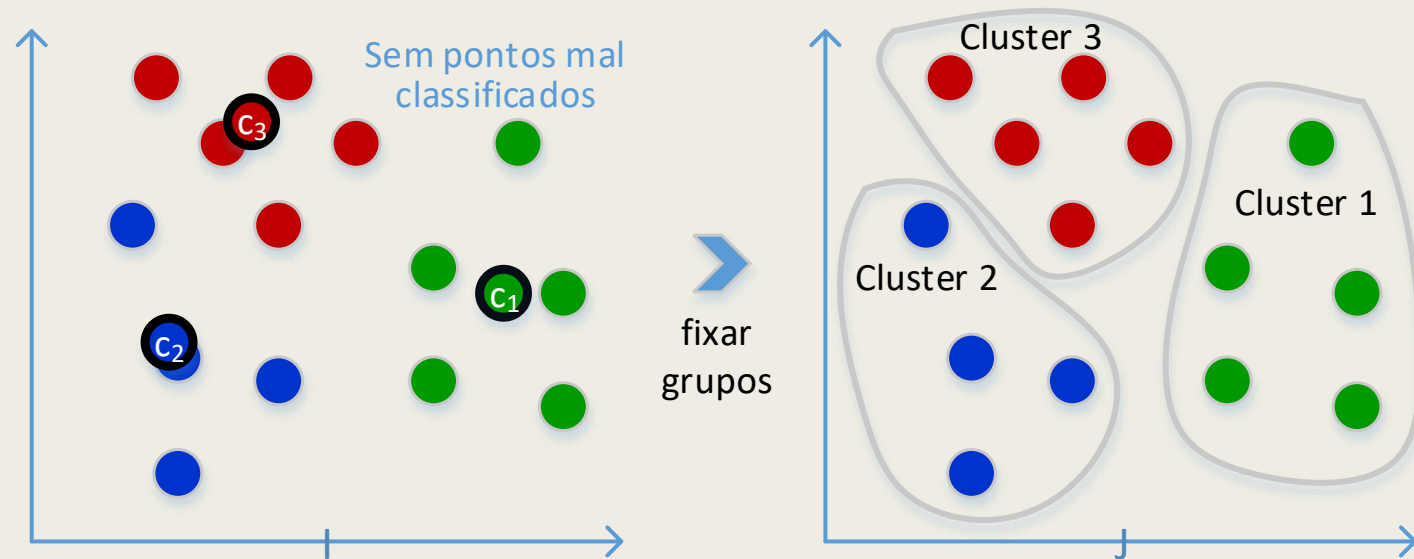 Sem pontos mal
classificados
c3
c1
c2
fixar
grupos
Cluster 3
Cluster 1
Cluster 2
I
J